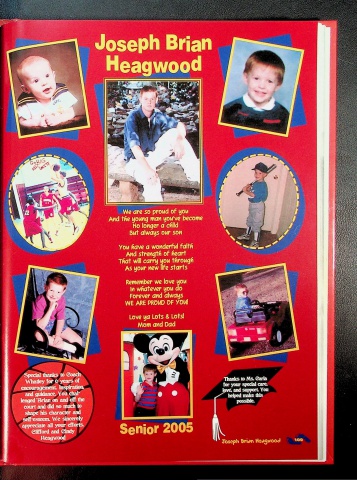 Joseph Brian
Heagwood
We are so proud of you
And the young man you've become
No longer a child
But always our son
You have a wonderful faith
And strength of heart
That will carry you through
As your new life starts
Remember we love you
In whatever you do
Forever and always
WE ARE PROUD OF YOU!
Love ya Lots & Lots!
Mom and Dad
Special thanks to Coach
Whatley for 6 years of
encouragement, inspiration,
and guidance. You chal-
lenged Brian on and off the
court and did so much to
shape his character and
self-esteem. We sincerely
appreciate all your efforts.
Clifford and Cindy
Heagwood
Thanks to Ms. Carla
for your special care,
love, and support. You
helped make this
possible.
Senior 2005
Joseph Brian Heagwood